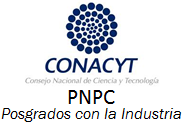 CONACYT
Consejo Nacional de Ciencia y Tecnología
PNPC
Posgrados con la Industria